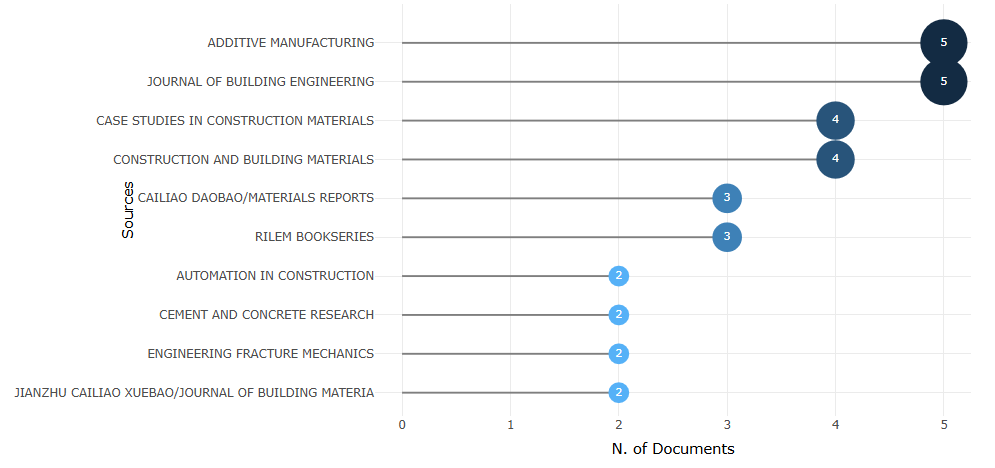 ADDITIVE MANUFACTURING 5
JOURNAL OF BUILDING ENGINEERING 5
CASE STUDIES IN CONSTRUCTION MATERIALS 4
CONSTRUCTION AND BUILDING MATERIALS 4
Sources
CAILIAO DAOBAO/MATERIALS REPORTS 3
RILEM BOOKSERIES 3
AUTOMATION IN CONSTRUCTION 2
CEMENT AND CONCRETE RESEARCH 2
ENGINEERING FRACTURE MECHANICS 2
JIANZHU CAILIAO XUEBAO/JOURNAL OF BUILDING MATERIA 2
0 1 2 3 4 5
N. of Documents